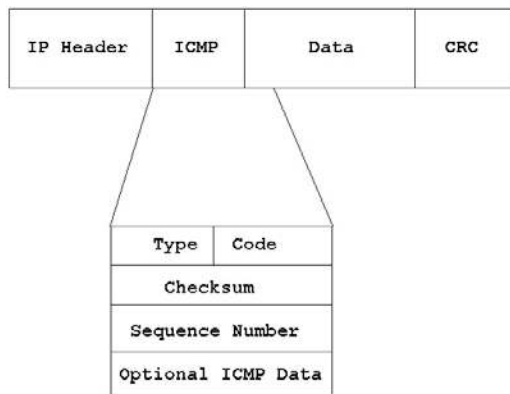 IP Header ICMP Data CRC
Type Code
Checksum
Sequence Number
Optional ICMP Data